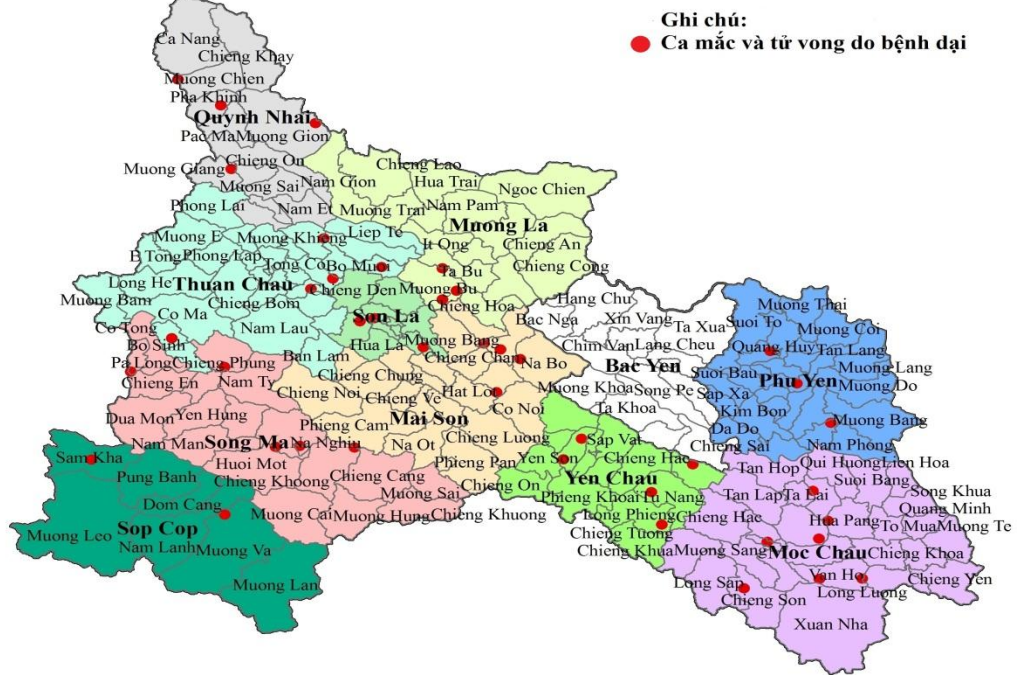 Ghi chú:
Ca mắc và tử vong do bệnh dại
Ca Nang
Chieng Khay
Muong Chien
Pha Khinh
Quynh Nhai
Pac Ma
Muong Gion
Chieng On
Muong Giang
Muong Sai
Nam Et
Phong Lai
Nam Gion
Chieng Lao
Hua Trai
Ngoc Chien
Muong Trai
Nam Pam
Muong La
Liep Te
It Ong
Chieng An
Chieng Cong
Muong E
Muong Khieng
Phong Lap
Tong Co
Bo Muoi
Ta Bu
Long He
Thuan Chau
Chieng Den
Muong Bu
Muong Bam
Chieng Bom
Chieng Hoa
Co Ma
Son La
Co Tong
Nam Lau
Hua La
Bo Sinh
Ban Lam
Muong Bang
Bac Nga
Hang Chu
Xin Vang
Ta Xua
Chim Van
Lang Cheu
Bac Yen
Muong Khoa
Song Pe
Ta Khoa
Chieng Sai
Muong Thai
Suoi To
Muong Coi
Quang Huy
Tan Lang
Muong Lang
Suoi Bau
Phu Yen
Muong Do
Sap Xa
Kim Bon
Da Do
Muong Bang
Nam Phong
Pa Long
Chieng Phung
Chieng En
Nam Ty
Chieng Chung
Chieng Cham
Na Bo
Chieng Noi
Chieng Ve
Hat Lot
Co Noi
Dua Mon
Yen Hung
Phieng Cam
Mai Son
Nam Man
Song Ma
Na Nghiu
Na Ot
Chieng Luong
Huoi Mot
Phieng Pan
Chieng Khoong
Chieng Cang
Muong Sai
Muong Cai
Muong Hung
Chieng Khuong
Sam Kha
Pung Banh
Dom Cang
Sop Cop
Muong Leo
Nam Lanh
Muong Va
Muong Lan
Sap Vat
Yen Son
Chieng Hac
Yen Chau
Chieng On
Phieng Khoai
Tu Nang
Long Phieng
Chieng Tuong
Chieng Khua
Tan Hop
Qui Huong
Lien Hoa
Suoi Bang
Tan Lap
Ta Lai
Song Khua
Quang Minh
Chieng Hac
Hua Pang
To Mua
Muong Te
Muong Sang
Moc Chau
Chieng Khoa
Long Sap
Van Ho
Chieng Yen
Chieng Son
Long Luong
Xuan Nha